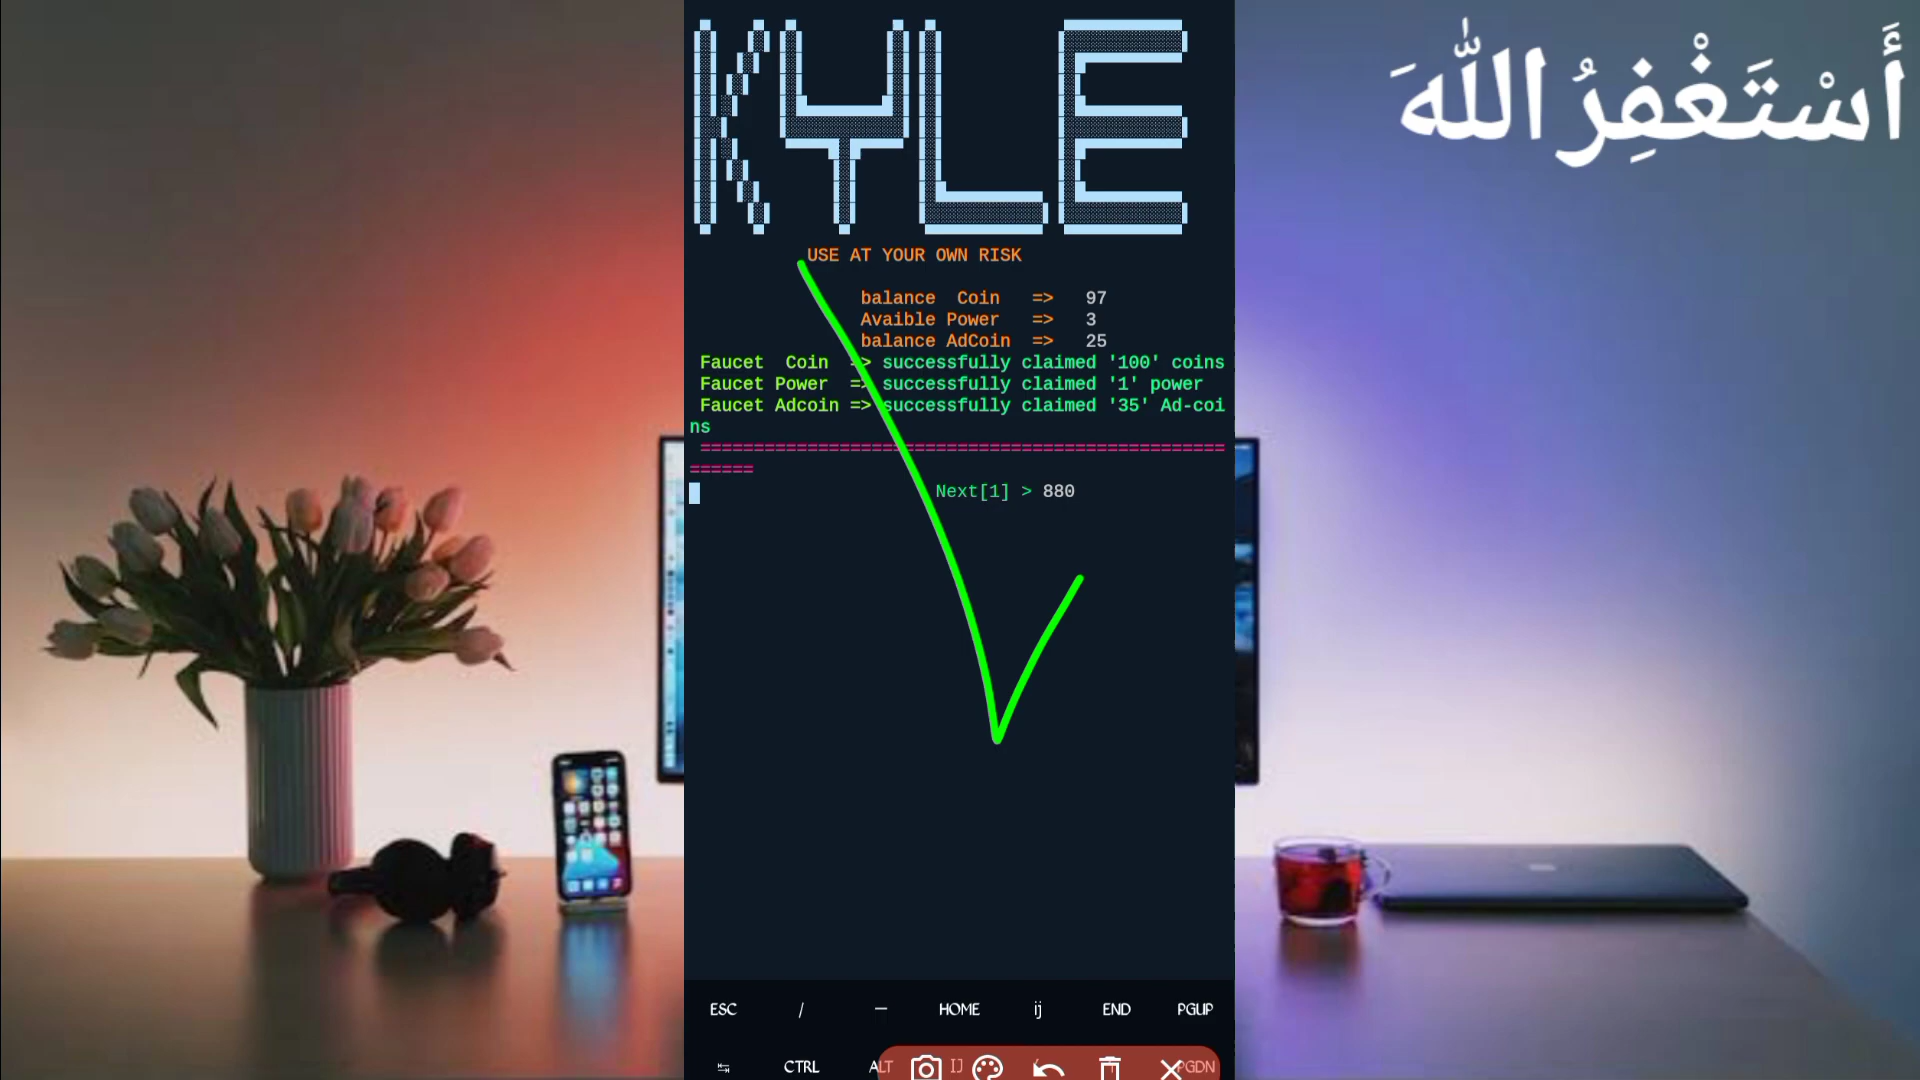 KYLE
أَسْتَغْفِرُ اللّٰهَ
USE AT YOUR OWN RISK
balance Coin => 97
Avaible Power => 3
balance AdCoin => 25
Faucet Coin => successfully claimed '100' coins
Faucet Power => successfully claimed '1' power
Faucet Adcoin => successfully claimed '35' Ad-coi
ns
=================================================
======
Next[1] > 880
ESC / — HOME ij END PGUP
CTRL ALT IJ PGDN